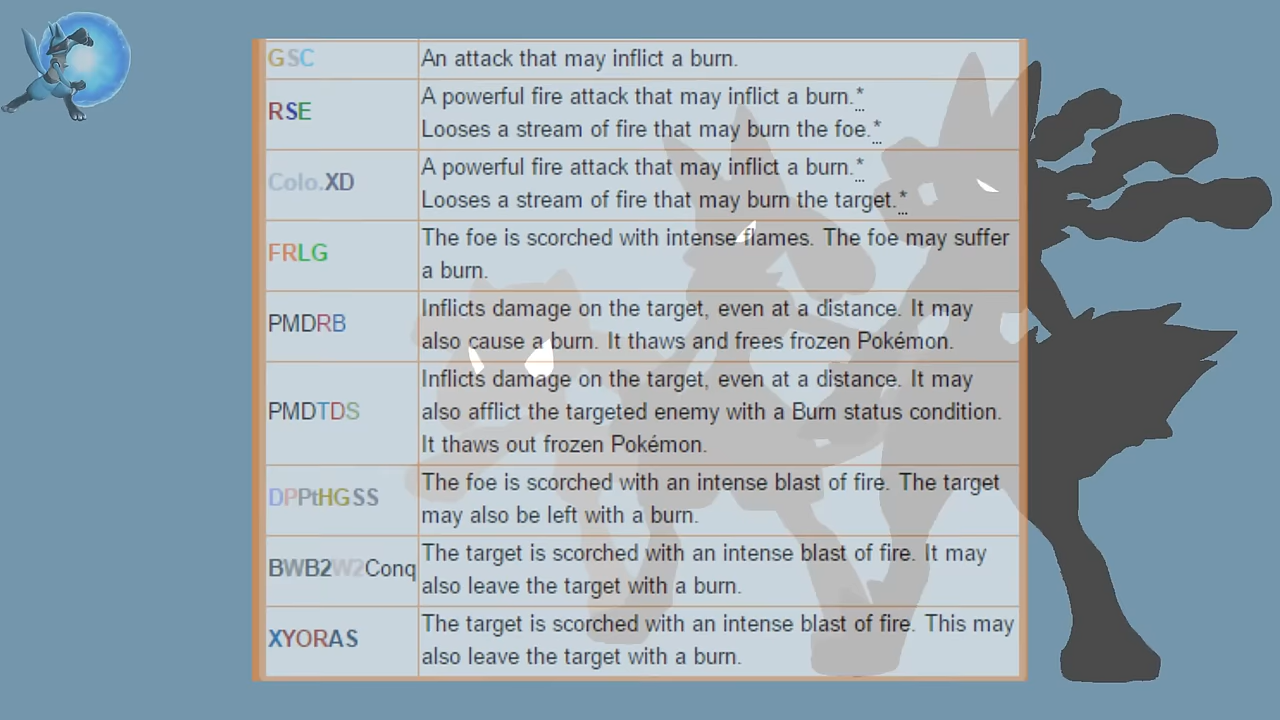 GSC An attack that may inflict a burn.
RSE A powerful fire attack that may inflict a burn.*
Looses a stream of fire that may burn the foe.*
Colo.XD A powerful fire attack that may inflict a burn.*
Looses a stream of fire that may burn the target.*
FRLG The foe is scorched with intense flames. The foe may suffer
a burn.
PMDRB Inflicts damage on the target, even at a distance. It may
also cause a burn. It thaws and frees frozen Pokémon.
PMDTDS Inflicts damage on the target, even at a distance. It may
also afflict the targeted enemy with a Burn status condition.
It thaws out frozen Pokémon.
DPPtHGSS The foe is scorched with an intense blast of fire. The target
may also be left with a burn.
BWB2W2Conq The target is scorched with an intense blast of fire. It may
also leave the target with a burn.
XYORAS The target is scorched with an intense blast of fire. This may
also leave the target with a burn.